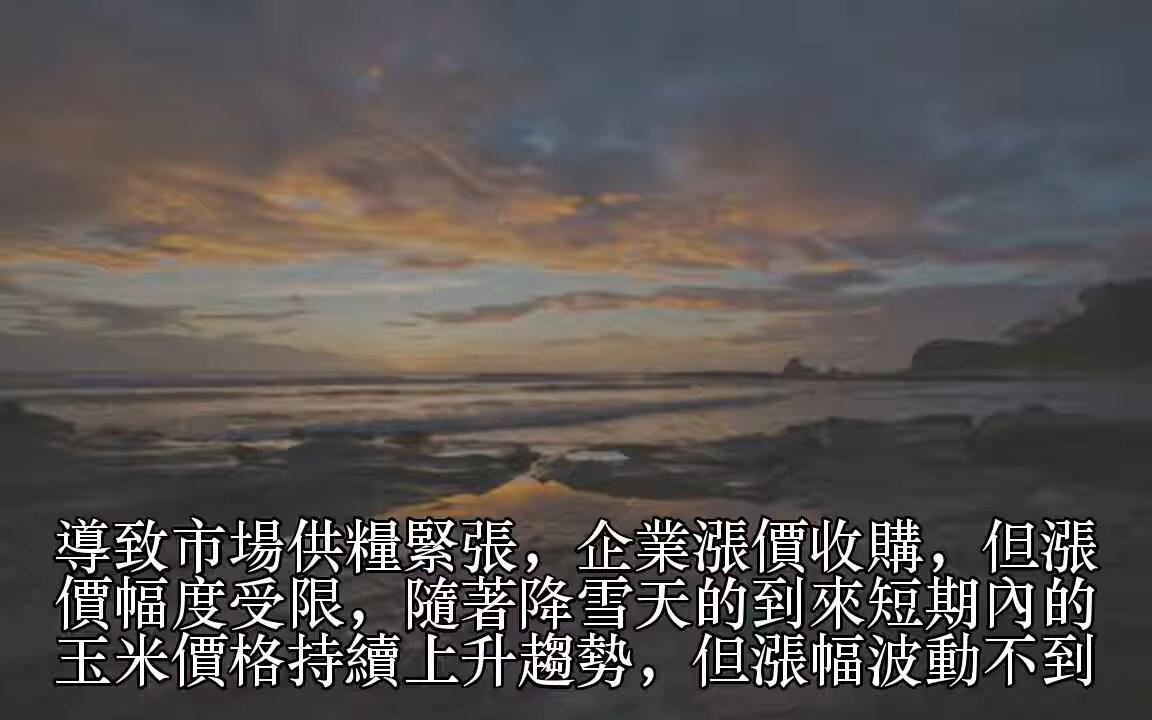 導致市場供糧緊張，企業漲價收購，但漲
價幅度受限，隨著降雪天的到來短期內的
玉米價格持續上升趨勢，但漲幅波動不到